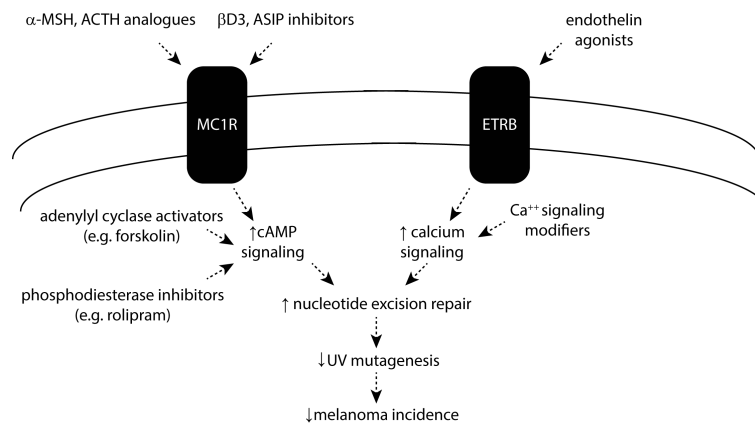 α-MSH, ACTH analogues
βD3, ASIP inhibitors
endothelin
agonists
MC1R
ETRB
adenylyl cyclase activators
(e.g. forskolin)
↑cAMP
signaling
↑ calcium
signaling
Ca⁺⁺ signaling
modifiers
phosphodiesterase inhibitors
(e.g. rolipram)
↑ nucleotide excision repair
↓UV mutagenesis
↓melanoma incidence